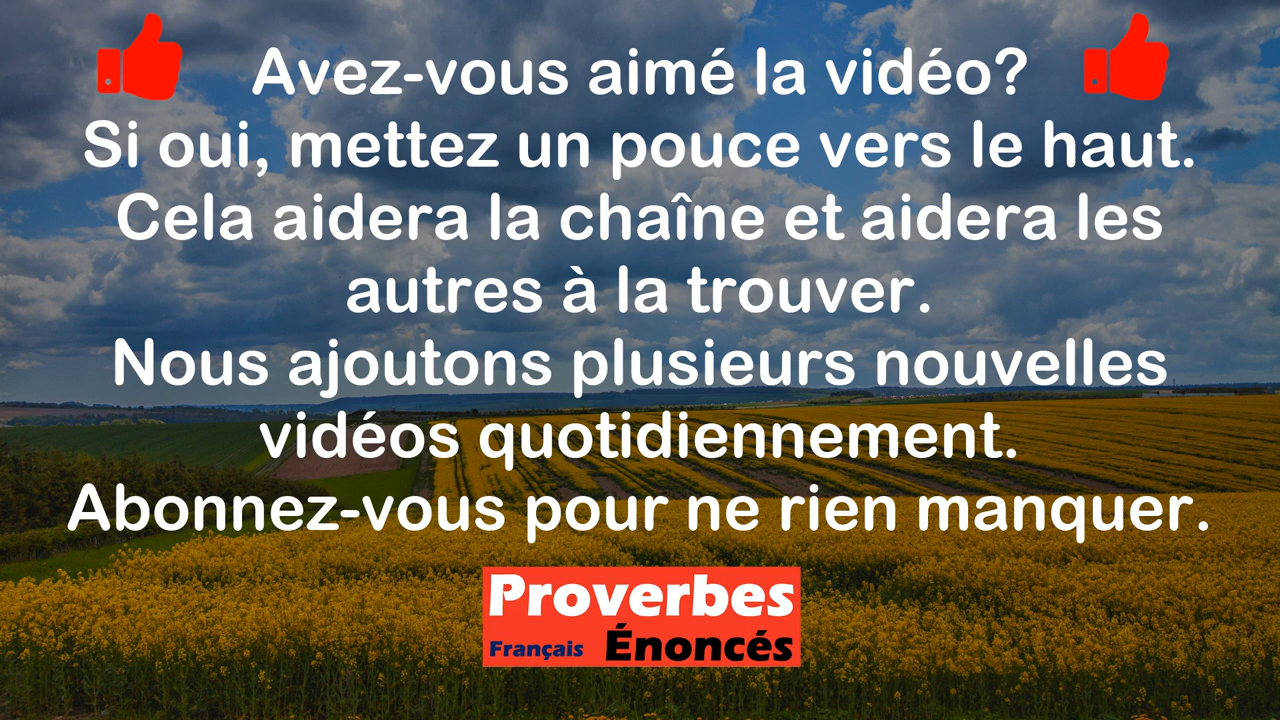 Avez-vous aimé la vidéo?
Si oui, mettez un pouce vers le haut.
Cela aidera la chaîne et aidera les
autres à la trouver.
Nous ajoutons plusieurs nouvelles
vidéos quotidiennement.
Abonnez-vous pour ne rien manquer.
Proverbes
Français Énoncés